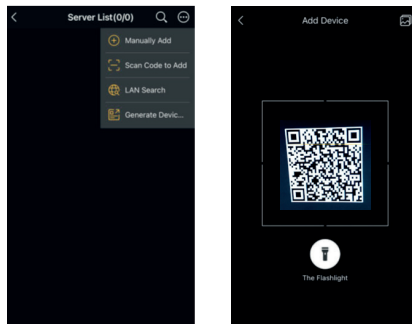 Server List(0/0)
Manually Add
Scan Code to Add
LAN Search
Generate Devic...
Add Device
The Flashlight